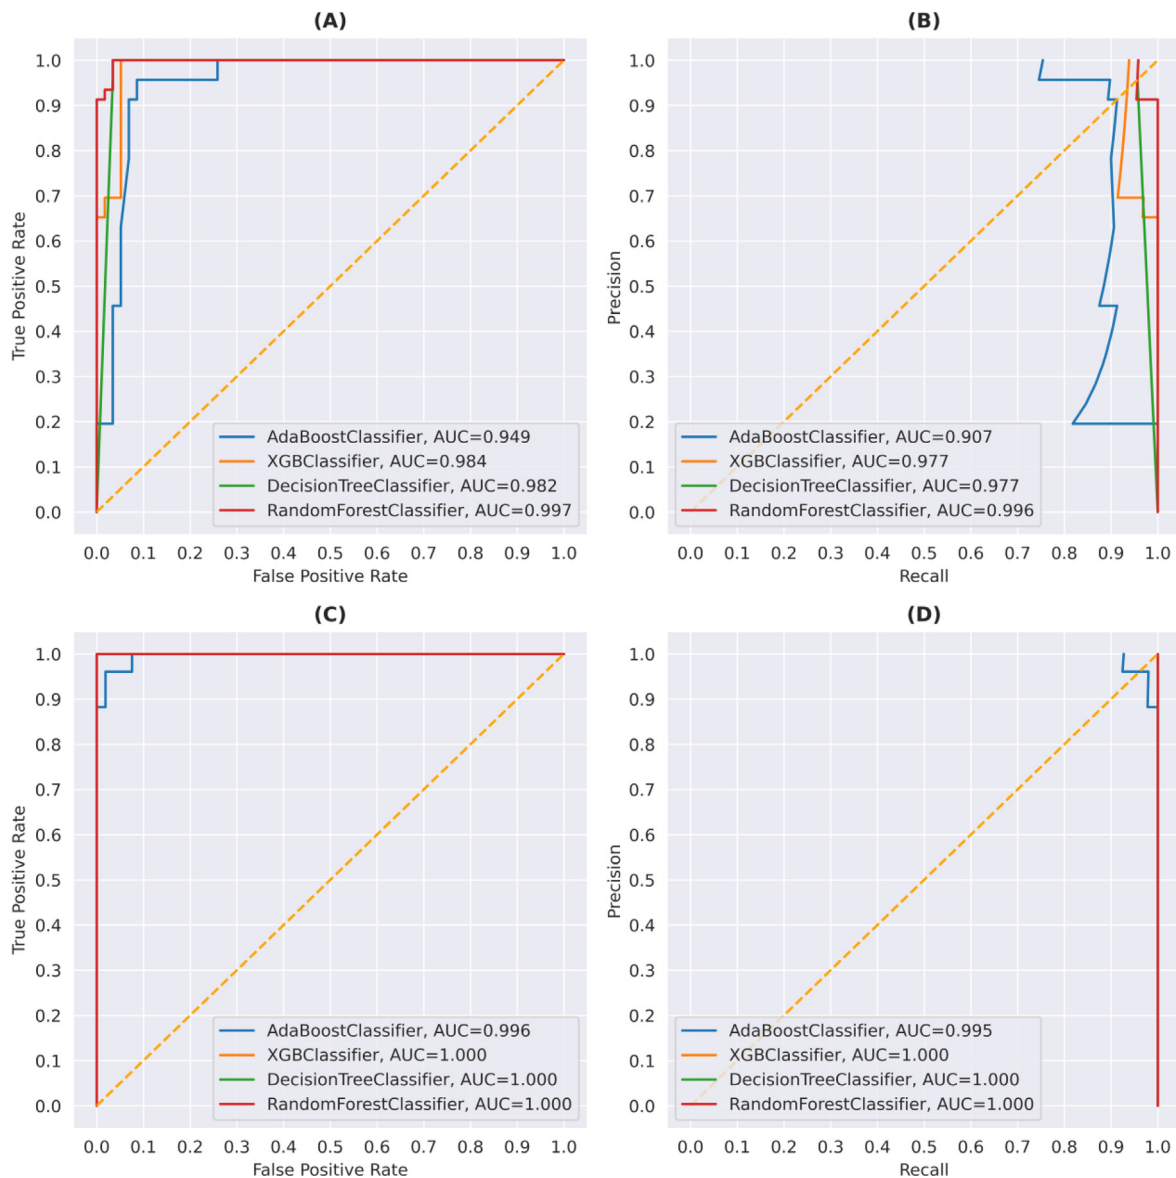 (A)
True Positive Rate
1.0
0.9
0.8
0.7
0.6
0.5
0.4
0.3
0.2
0.1
0.0
AdaBoostClassifier, AUC=0.949
XGBClassifier, AUC=0.984
DecisionTreeClassifier, AUC=0.982
RandomForestClassifier, AUC=0.997
0.0 0.1 0.2 0.3 0.4 0.5 0.6 0.7 0.8 0.9 1.0
False Positive Rate
(B)
Precision
1.0
0.9
0.8
0.7
0.6
0.5
0.4
0.3
0.2
0.1
0.0
AdaBoostClassifier, AUC=0.907
XGBClassifier, AUC=0.977
DecisionTreeClassifier, AUC=0.977
RandomForestClassifier, AUC=0.996
0.0 0.1 0.2 0.3 0.4 0.5 0.6 0.7 0.8 0.9 1.0
Recall
(C)
True Positive Rate
1.0
0.9
0.8
0.7
0.6
0.5
0.4
0.3
0.2
0.1
0.0
AdaBoostClassifier, AUC=0.996
XGBClassifier, AUC=1.000
DecisionTreeClassifier, AUC=1.000
RandomForestClassifier, AUC=1.000
0.0 0.1 0.2 0.3 0.4 0.5 0.6 0.7 0.8 0.9 1.0
False Positive Rate
(D)
Precision
1.0
0.9
0.8
0.7
0.6
0.5
0.4
0.3
0.2
0.1
0.0
AdaBoostClassifier, AUC=0.995
XGBClassifier, AUC=1.000
DecisionTreeClassifier, AUC=1.000
RandomForestClassifier, AUC=1.000
0.0 0.1 0.2 0.3 0.4 0.5 0.6 0.7 0.8 0.9 1.0
Recall